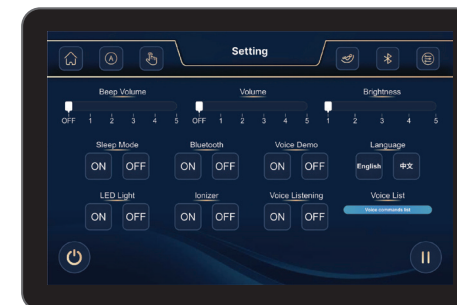 Setting
Beep Volume
Volume
Brightness
OFF 1 2 3 4 5
OFF 1 2 3 4 5
1 2 3 4 5
Sleep Mode
Bluetooth
Voice Demo
Language
ON OFF
ON OFF
ON OFF
English 中文
LED Light
Ionizer
Voice Listening
Voice List
ON OFF
ON OFF
ON OFF
Voice commands list